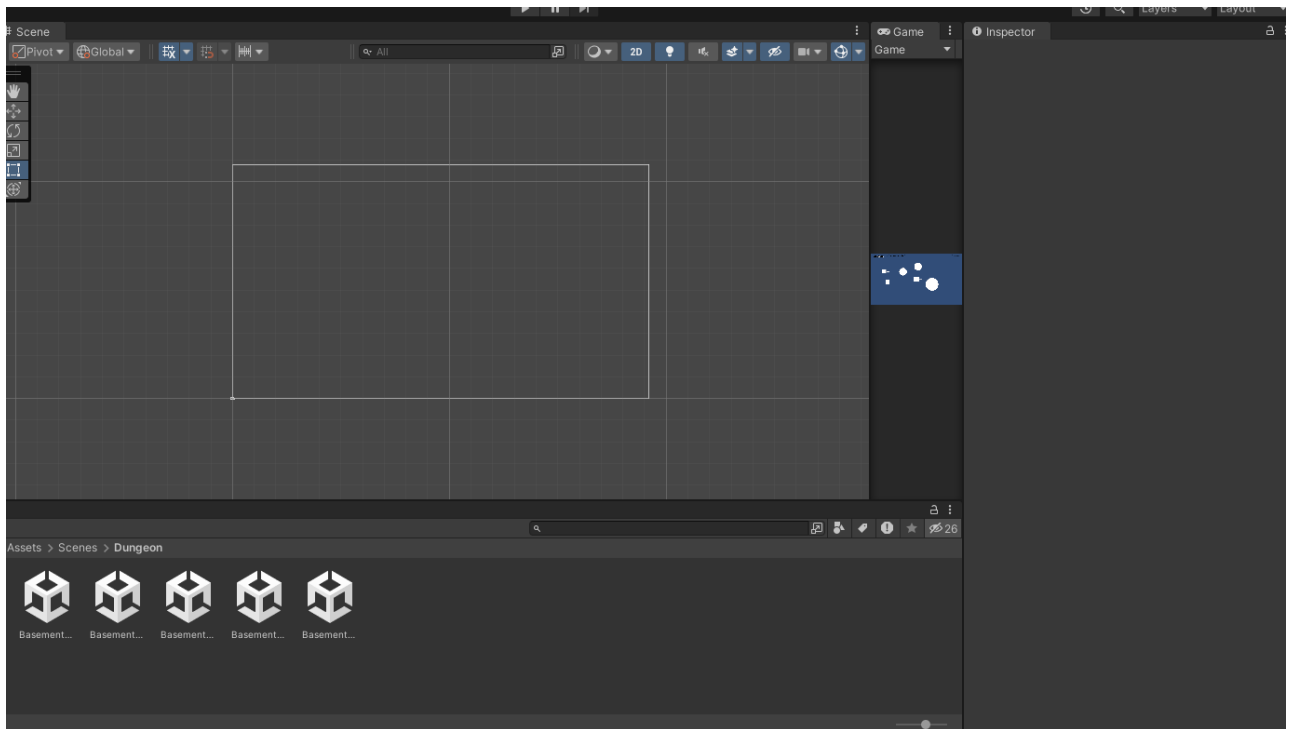 Layers Layout
Scene
Game
Inspector
Pivot
Global
All
2D
Game
26
Assets > Scenes > Dungeon
Basement...
Basement...
Basement...
Basement...
Basement...